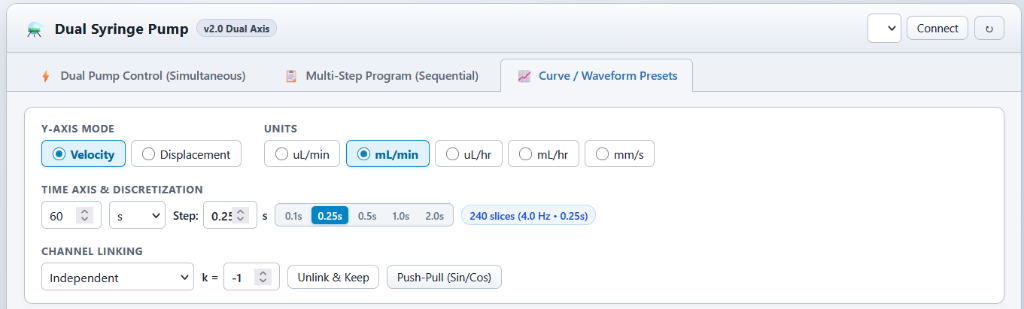 Dual Syringe Pump v2.0 Dual Axis Connect ↻
Dual Pump Control (Simultaneous) Multi-Step Program (Sequential) Curve / Waveform Presets
Y-AXIS MODE UNITS
Velocity Displacement uL/min mL/min uL/hr mL/hr mm/s
TIME AXIS & DISCRETIZATION
60 s Step: 0.25 s 0.1s 0.25s 0.5s 1.0s 2.0s 240 slices (4.0 Hz • 0.25s)
CHANNEL LINKING
Independent k = -1 Unlink & Keep Push-Pull (Sin/Cos)